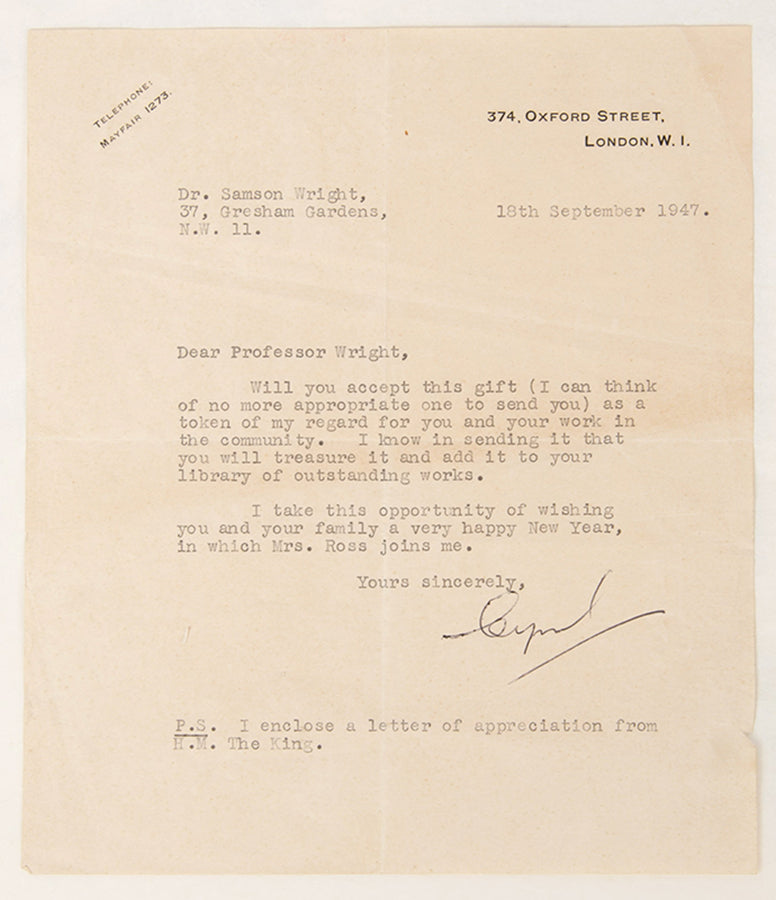 TELEPHONE:
MAYFAIR 1273.
374, OXFORD STREET,
LONDON. W. 1.
Dr. Samson Wright,
37, Gresham Gardens,
N.W. 11.
18th September 1947.
Dear Professor Wright,
Will you accept this gift (I can think
of no more appropriate one to send you) as a
token of my regard for you and your work in
the community. I know in sending it that
you will treasure it and add it to your
library of outstanding works.
I take this opportunity of wishing
you and your family a very happy New Year,
in which Mrs. Ross joins me.
Yours sincerely,
Cyril
P.S. I enclose a letter of appreciation from
H.M. The King.